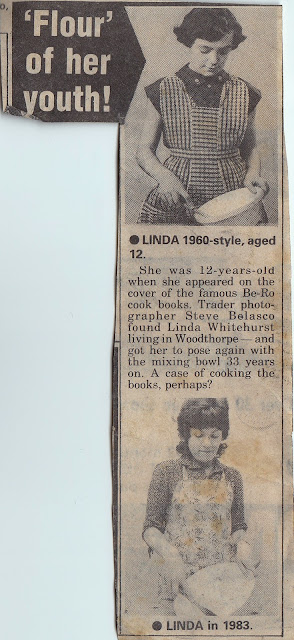 'Flour'
of her
youth!
● LINDA 1960-style, aged
12.
She was 12-years-old
when she appeared on the
cover of the famous Be-Ro
cook books. Trader photo-
grapher Steve Belasco
found Linda Whitehurst
living in Woodthorpe — and
got her to pose again with
the mixing bowl 33 years
on. A case of cooking the
books, perhaps?
● LINDA in 1983.